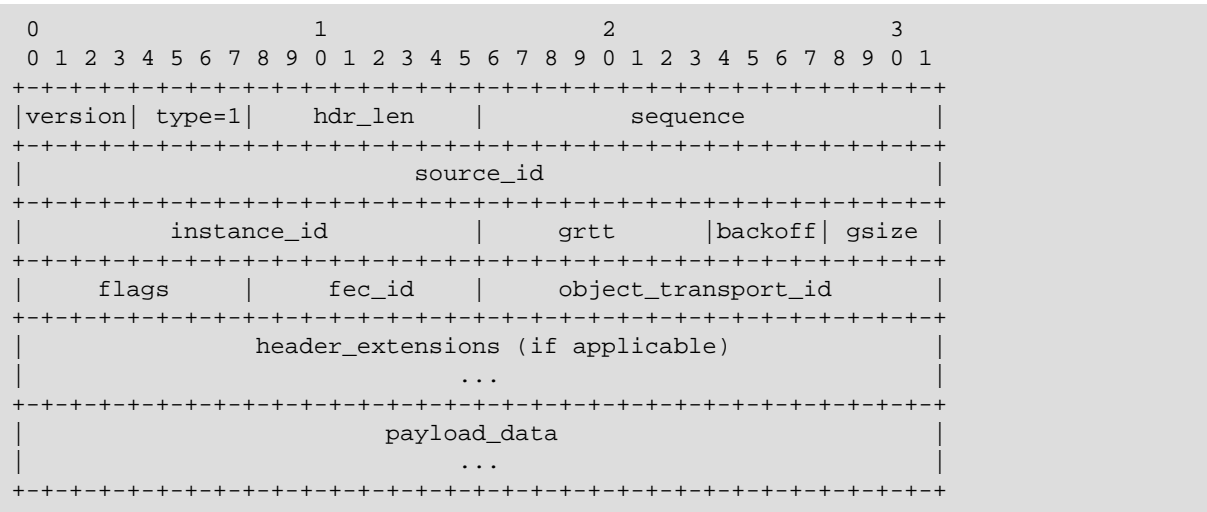 0                   1                   2                   3
 0 1 2 3 4 5 6 7 8 9 0 1 2 3 4 5 6 7 8 9 0 1 2 3 4 5 6 7 8 9 0 1
+-+-+-+-+-+-+-+-+-+-+-+-+-+-+-+-+-+-+-+-+-+-+-+-+-+-+-+-+-+-+-+-+
|version| type=1|    hdr_len    |          sequence             |
+-+-+-+-+-+-+-+-+-+-+-+-+-+-+-+-+-+-+-+-+-+-+-+-+-+-+-+-+-+-+-+-+
|                           source_id                           |
+-+-+-+-+-+-+-+-+-+-+-+-+-+-+-+-+-+-+-+-+-+-+-+-+-+-+-+-+-+-+-+-+
|          instance_id          |     grtt      |backoff| gsize |
+-+-+-+-+-+-+-+-+-+-+-+-+-+-+-+-+-+-+-+-+-+-+-+-+-+-+-+-+-+-+-+-+
|     flags     |     fec_id    |     object_transport_id       |
+-+-+-+-+-+-+-+-+-+-+-+-+-+-+-+-+-+-+-+-+-+-+-+-+-+-+-+-+-+-+-+-+
|                header_extensions (if applicable)              |
|                              ...                              |
+-+-+-+-+-+-+-+-+-+-+-+-+-+-+-+-+-+-+-+-+-+-+-+-+-+-+-+-+-+-+-+-+
|                         payload_data                          |
|                              ...                              |
+-+-+-+-+-+-+-+-+-+-+-+-+-+-+-+-+-+-+-+-+-+-+-+-+-+-+-+-+-+-+-+-+